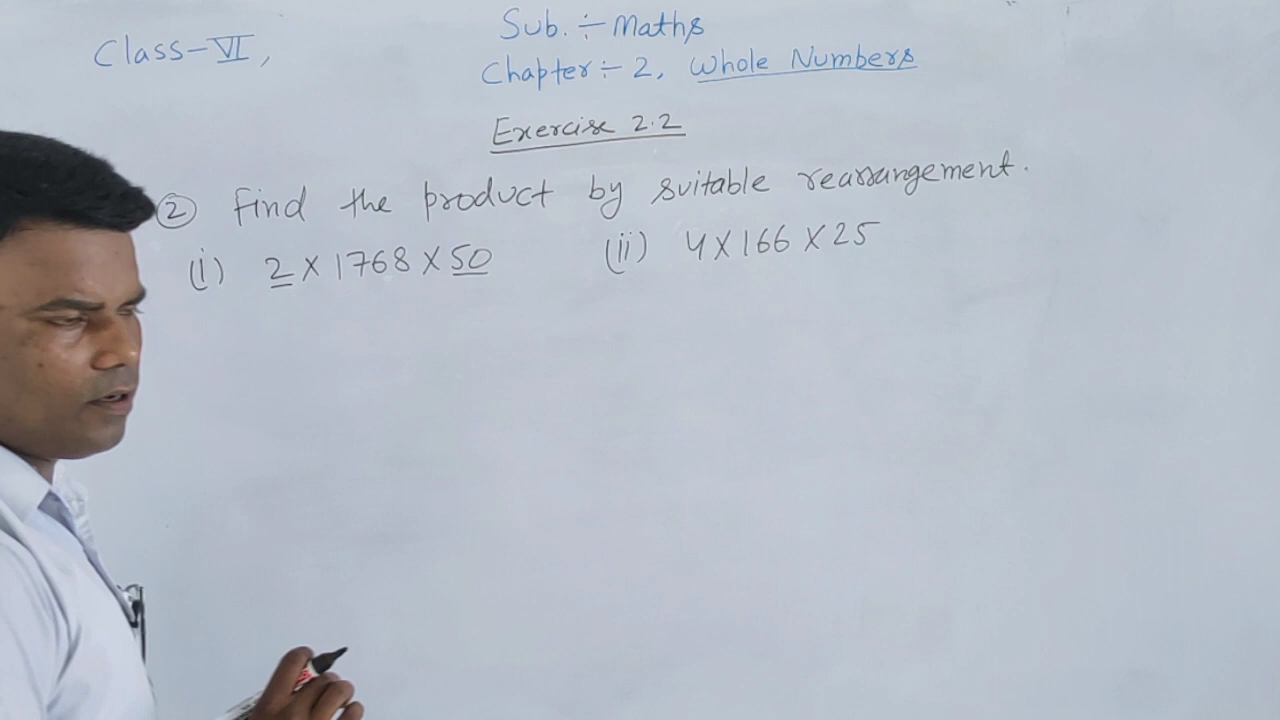 Class-VI,
Sub. ÷ Maths
Chapter ÷ 2, Whole Numbers
Exercise 2.2
② Find the product by suitable rearrangement.
(i) 2 X 1768 X 50 (ii) 4 X 166 X 25